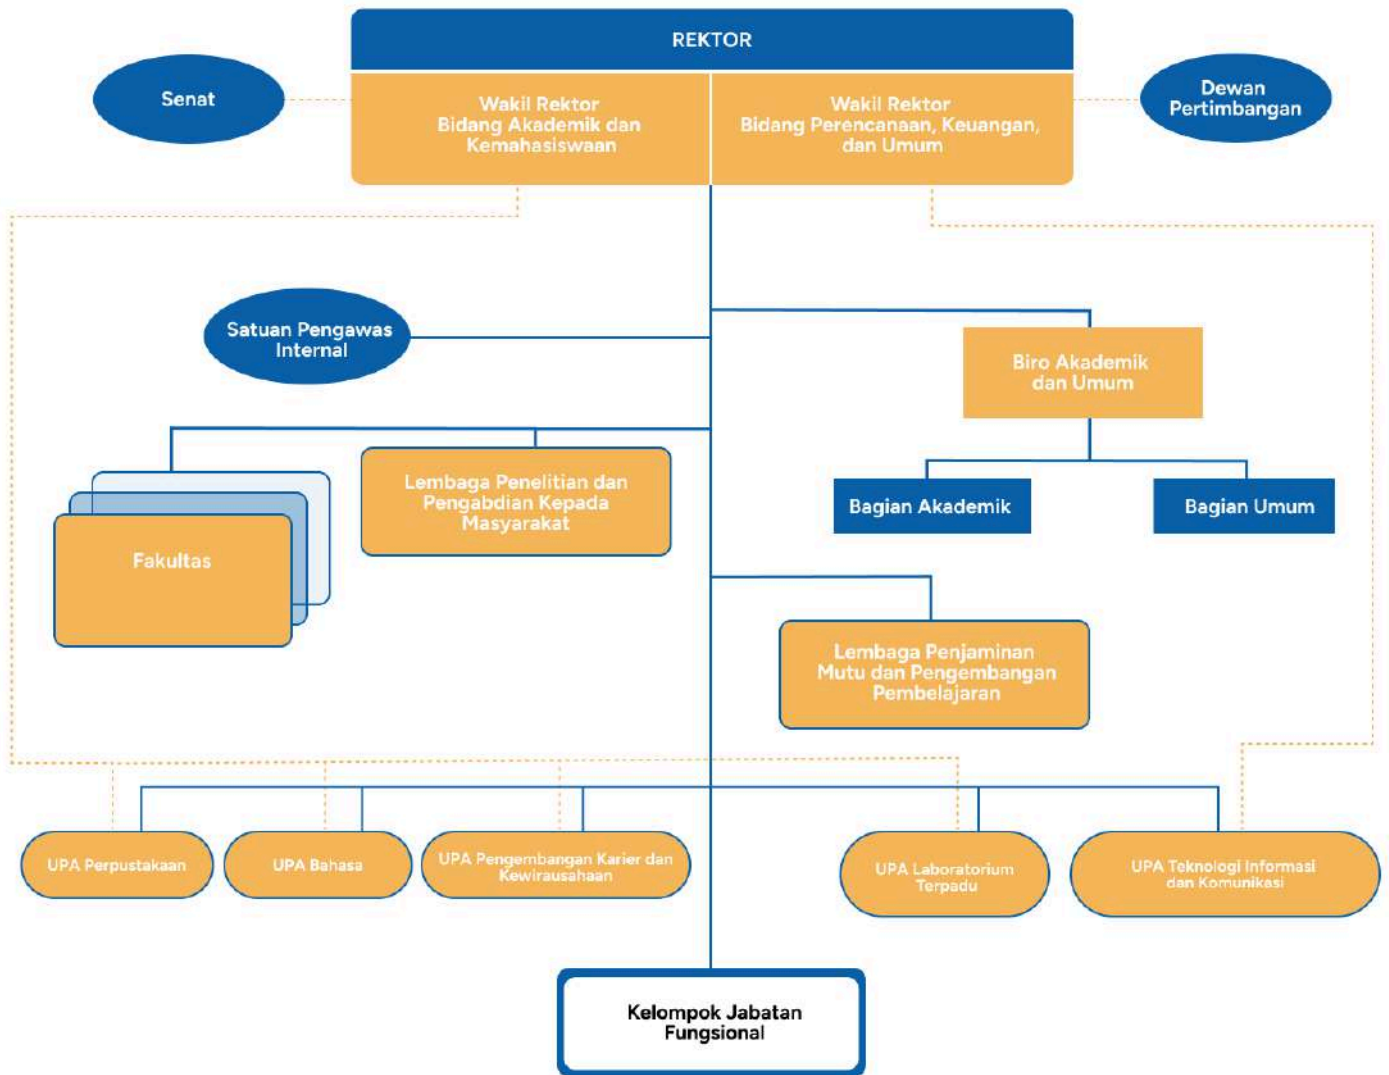 REKTOR
Senat
Wakil Rektor
Bidang Akademik dan
Kemahasiswaan
Wakil Rektor
Bidang Perencanaan, Keuangan,
dan Umum
Dewan
Pertimbangan
Satuan Pengawas
Internal
Biro Akademik
dan Umum
Lembaga Penelitian dan
Pengabdian Kepada
Masyarakat
Bagian Akademik
Bagian Umum
Fakultas
Lembaga Penjaminan
Mutu dan Pengembangan
Pembelajaran
UPA Perpustakaan
UPA Bahasa
UPA Pengembangan Karier dan
Kewirausahaan
UPA Laboratorium
Terpadu
UPA Teknologi Informasi
dan Komunikasi
Kelompok Jabatan
Fungsional